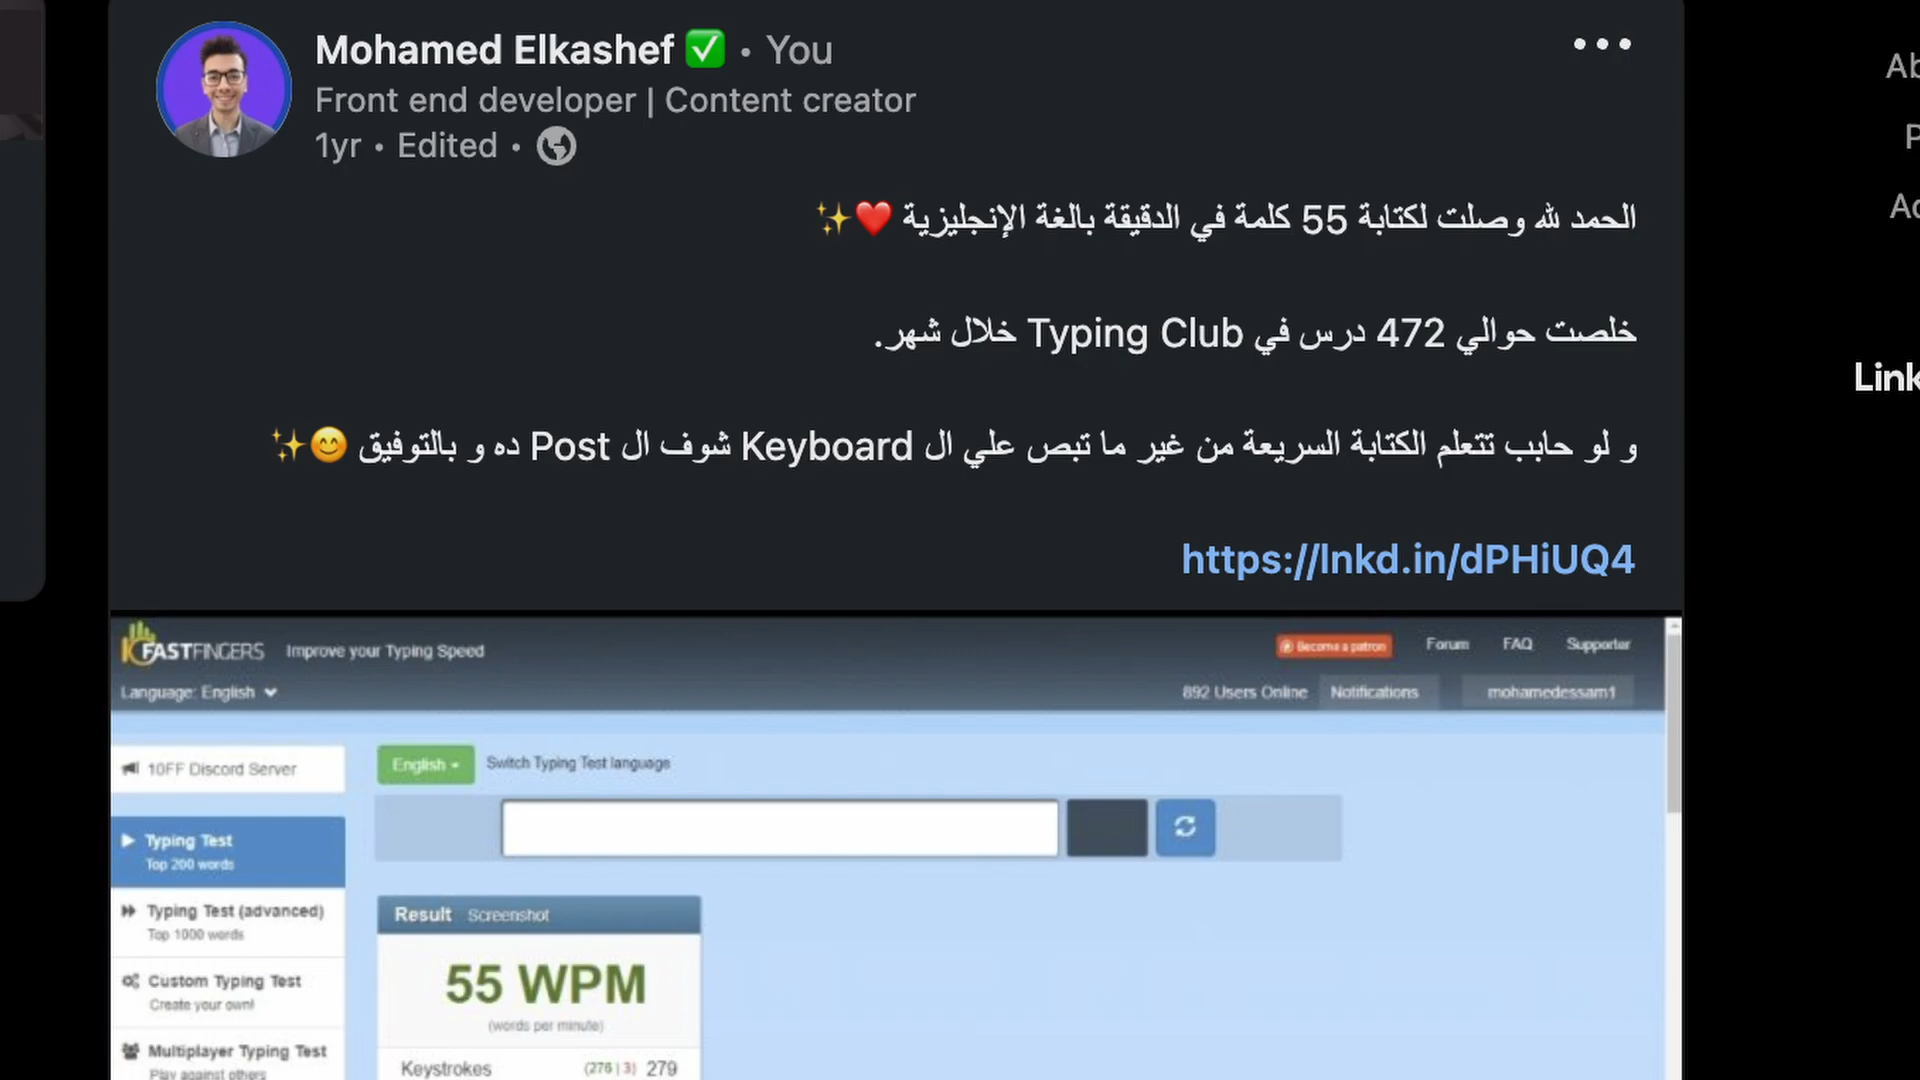 Mohamed Elkashef ✅ • You
Front end developer | Content creator
1yr • Edited •
الحمد لله وصلت لكتابة 55 كلمة في الدقيقة بالغة الإنجليزية ❤️✨
خلصت حوالي 472 درس في Typing Club خلال شهر.
و لو حابب تتعلم الكتابة السريعة من غير ما تبص علي ال Keyboard شوف ال Post ده و بالتوفيق 😊✨
https://lnkd.in/dPHiUQ4
Link
10FASTFINGERS Improve your Typing Speed
Become a patron Forum FAQ Supporter
Language: English
892 Users Online Notifications mohamedessam1
10FF Discord Server
English Switch Typing Test language
Typing Test
Top 200 words
Typing Test (advanced)
Top 1000 words
Custom Typing Test
Create your own!
Multiplayer Typing Test
Play against others
Result Screenshot
55 WPM
(words per minute)
Keystrokes (276 | 3) 279